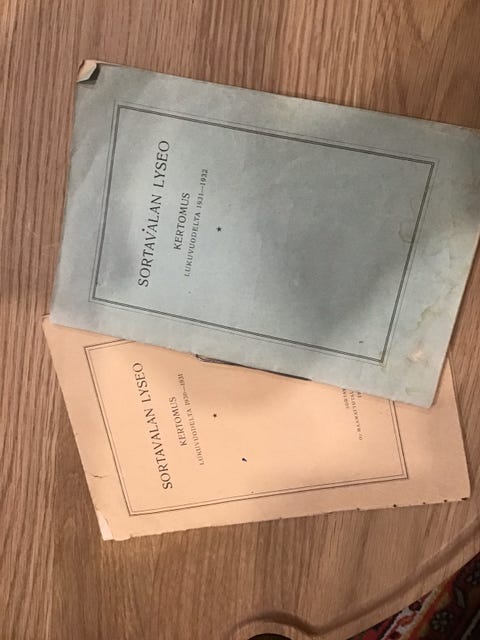 SORTAVALAN LYSEO
KERTOMUS
LUKUVUODELTA 1931—1932
SORTAVALAN LYSEO
KERTOMUS
LUKUVUODELTA 1930—1931